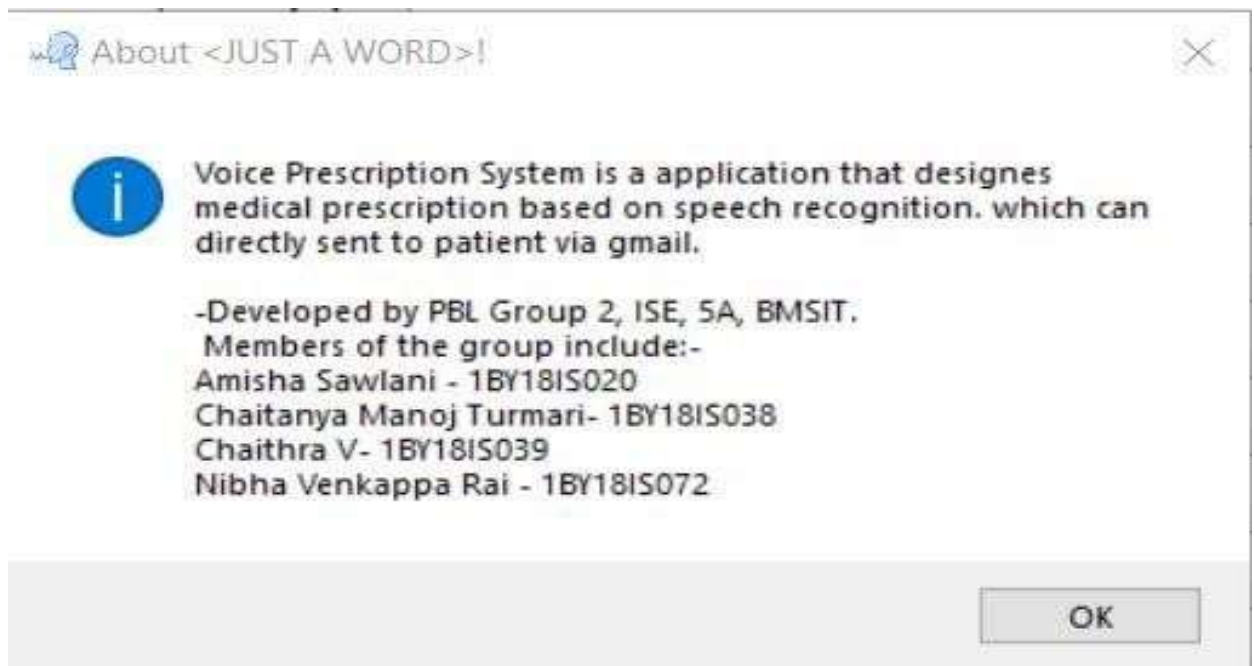 About <JUST A WORD>!
i
Voice Prescription System is a application that designes
medical prescription based on speech recognition. which can
directly sent to patient via gmail.
-Developed by PBL Group 2, ISE, 5A, BMSIT.
Members of the group include:-
Amisha Sawlani - 1BY18IS020
Chaitanya Manoj Turmari- 1BY18IS038
Chaithra V- 1BY18IS039
Nibha Venkappa Rai - 1BY18IS072
OK